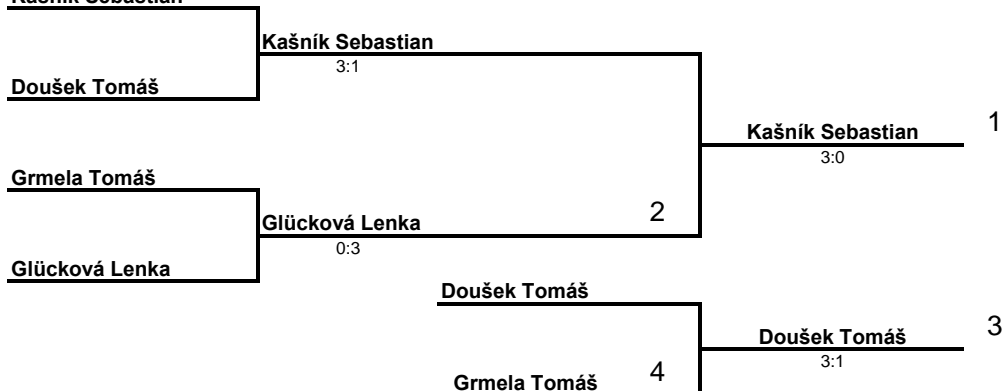 Kašník Sebastian
Kašník Sebastian
3:1
Doušek Tomáš
1
Kašník Sebastian
3:0
Grmela Tomáš
2
Glücková Lenka
0:3
Glücková Lenka
Doušek Tomáš
3
Doušek Tomáš
3:1
4
Grmela Tomáš